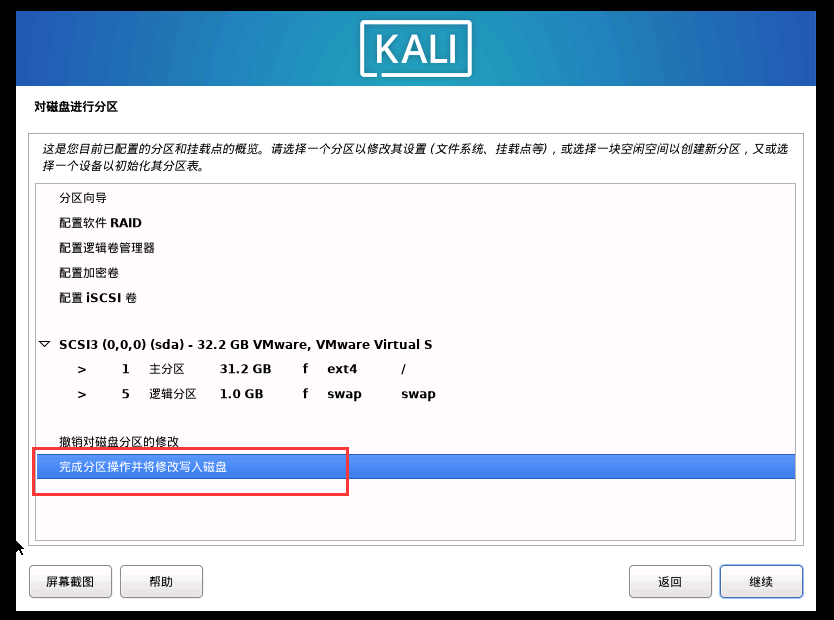 KALI
对磁盘进行分区
这是您目前已配置的分区和挂载点的概览。请选择一个分区以修改其设置 (文件系统、挂载点等)，或选择一块空闲空间以创建新分区，又或选
择一个设备以初始化其分区表。
分区向导
配置软件 RAID
配置逻辑卷管理器
配置加密卷
配置 iSCSI 卷
SCSI3 (0,0,0) (sda) - 32.2 GB VMware, VMware Virtual S
> 1 主分区 31.2 GB f ext4 /
> 5 逻辑分区 1.0 GB f swap swap
撤销对磁盘分区的修改
完成分区操作并将修改写入磁盘
屏幕截图 帮助 返回 继续